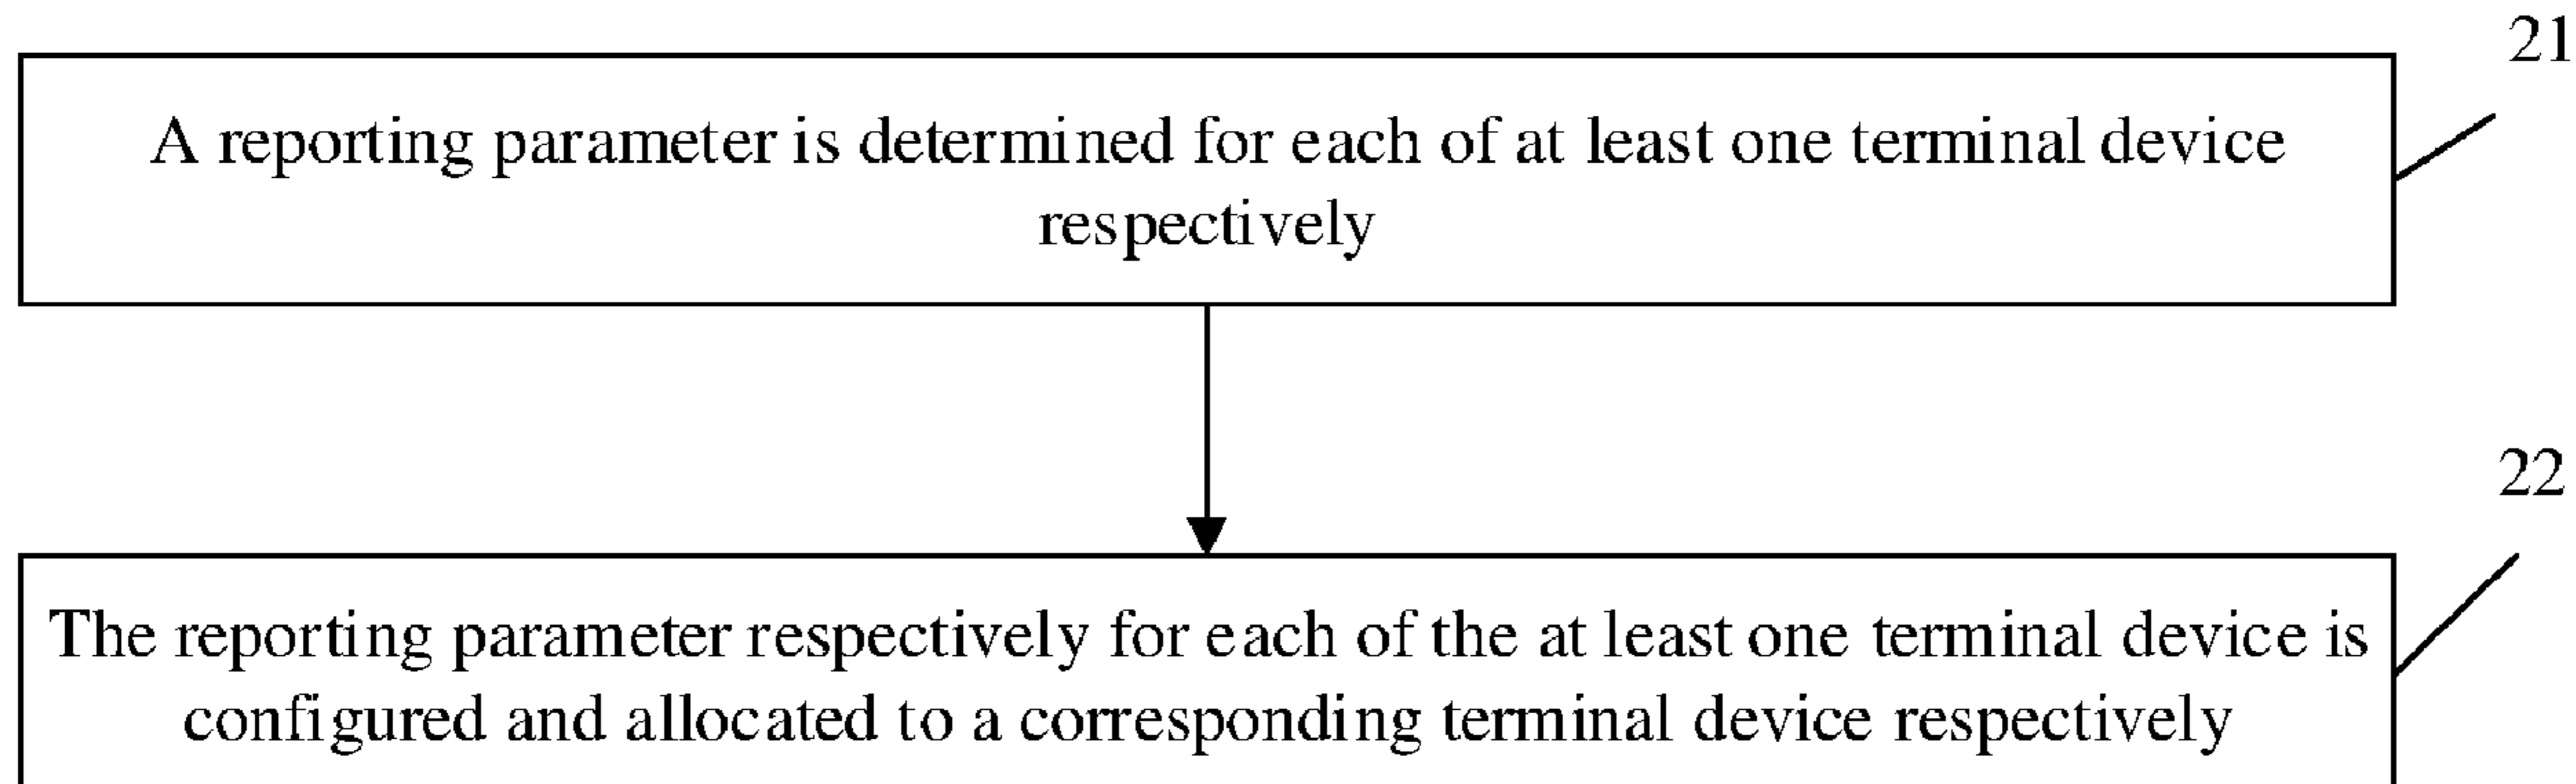 21
A reporting parameter is determined for each of at least one terminal device
respectively
22
The reporting parameter respectively for each of the at least one terminal device is
configured and allocated to a corresponding terminal device respectively